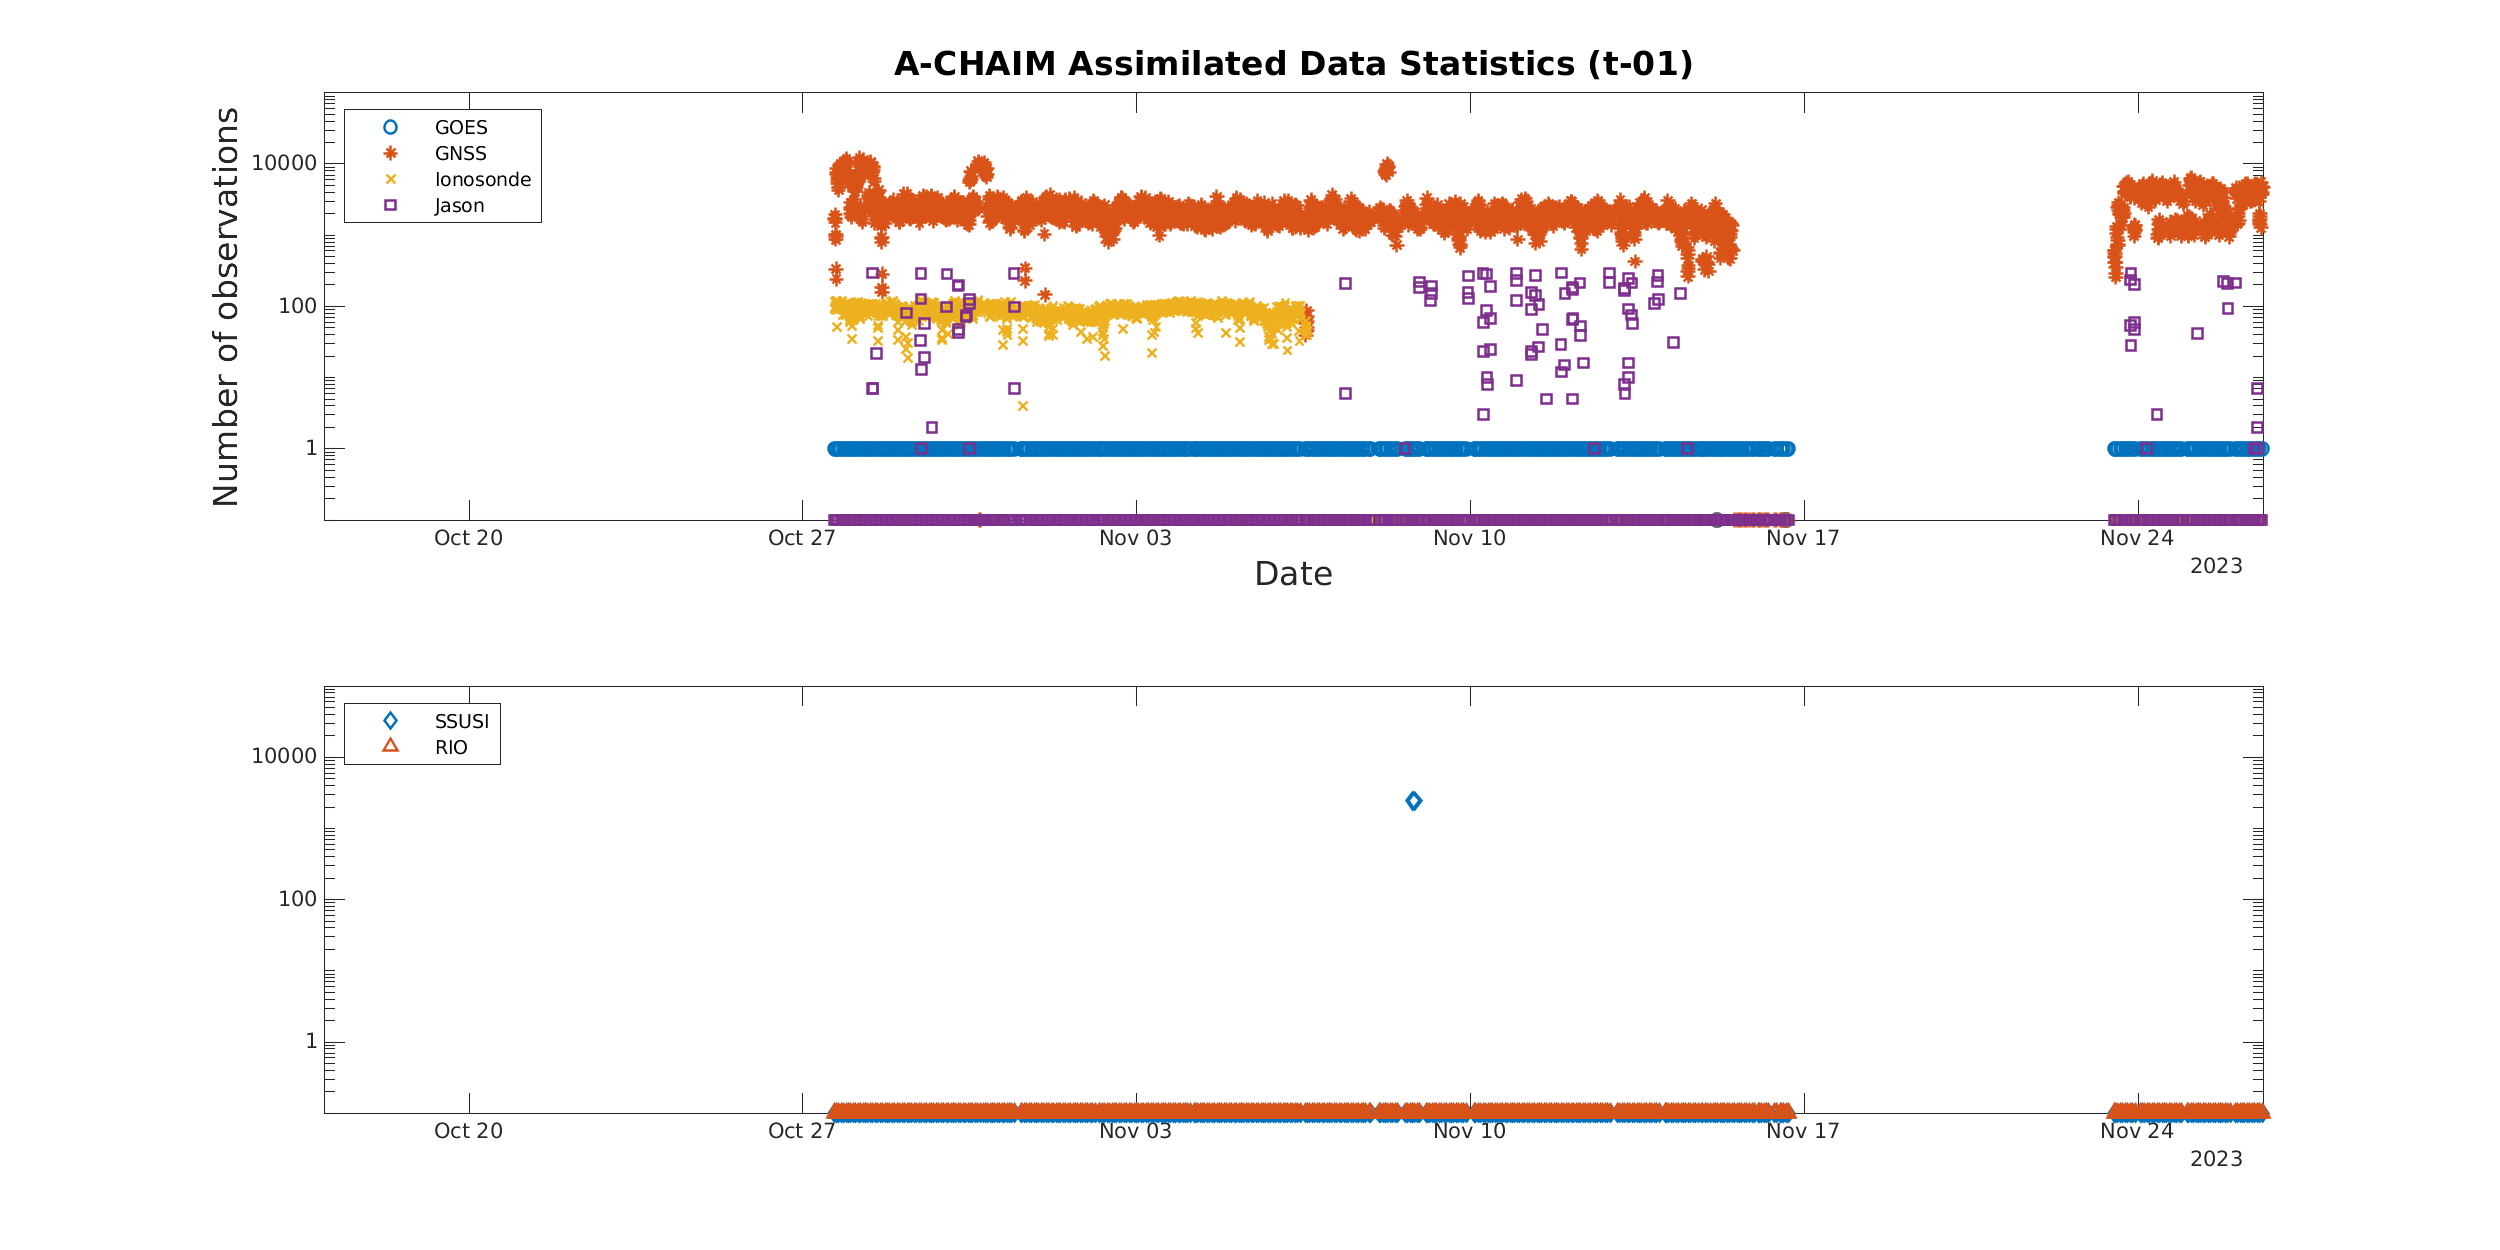 A-CHAIM Assimilated Data Statistics (t-01)
Number of observations
10000
100
1
GOES
GNSS
Ionosonde
Jason
Oct 20
Oct 27
Nov 03
Nov 10
Nov 17
Nov 24
2023
Date
10000
100
1
SSUSI
RIO
Oct 20
Oct 27
Nov 03
Nov 10
Nov 17
Nov 24
2023